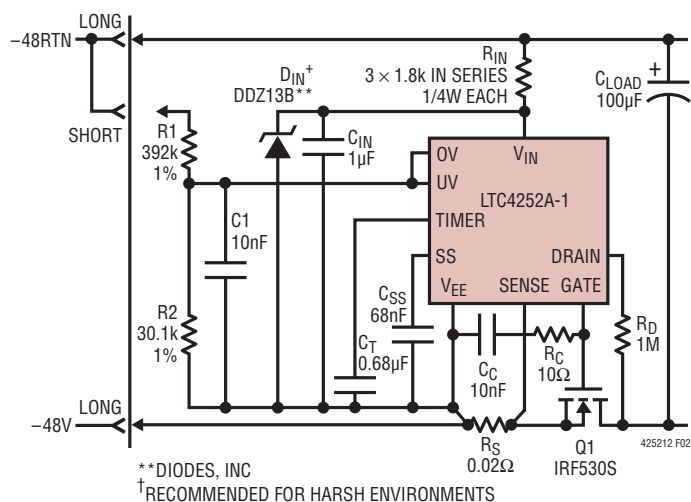 LONG
−48RTN
SHORT
R1
392k
1%
R2
30.1k
1%
C1
10nF
DIN†
DDZ13B**
CIN
1µF
RIN
3 × 1.8k IN SERIES
1/4W EACH
CLOAD
100µF
+
OV
UV
TIMER
SS
VEE
VIN
LTC4252A-1
DRAIN
SENSE
GATE
CSS
68nF
CT
0.68µF
CC
10nF
RC
10Ω
RD
1M
LONG
−48V
RS
0.02Ω
Q1
IRF530S
425212 F02
**DIODES, INC
†RECOMMENDED FOR HARSH ENVIRONMENTS